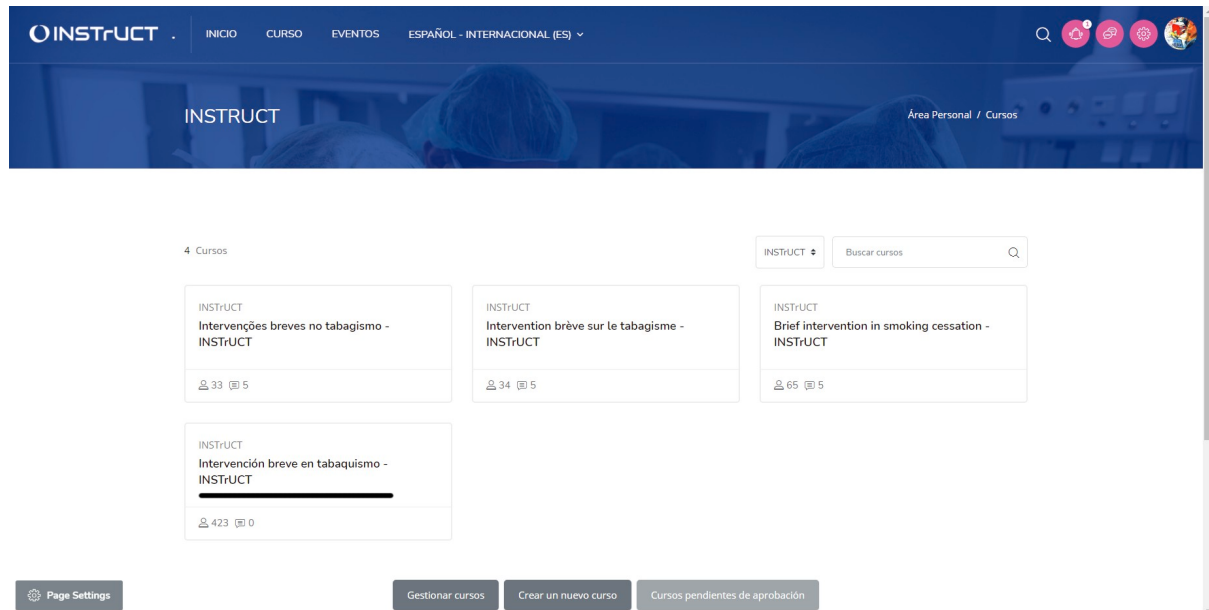 INSTrUCT .
INICIO CURSO EVENTOS ESPAÑOL - INTERNACIONAL (ES)
1
INSTRUCT
Área Personal / Cursos
4 Cursos
INSTrUCT
Buscar cursos
INSTrUCT
Intervenções breves no tabagismo -
INSTrUCT
33 5
INSTrUCT
Intervention brève sur le tabagisme -
INSTrUCT
34 5
INSTrUCT
Brief intervention in smoking cessation -
INSTrUCT
65 5
INSTrUCT
Intervención breve en tabaquismo -
INSTrUCT
423 0
Page Settings
Gestionar cursos
Crear un nuevo curso
Cursos pendientes de aprobación